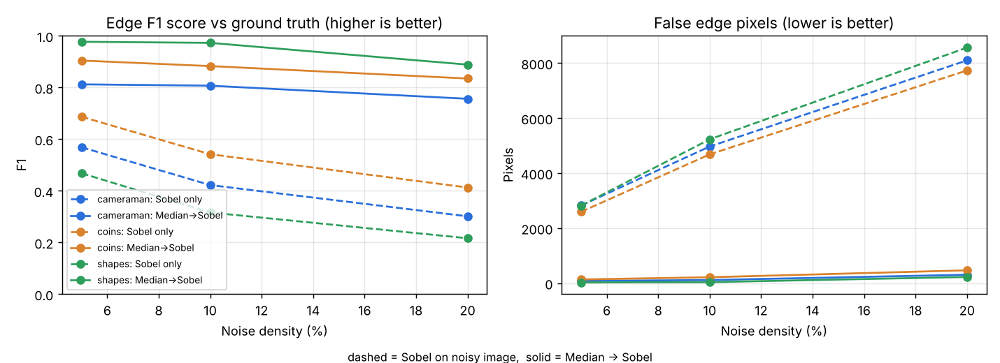 Edge F1 score vs ground truth (higher is better)
1.0
0.8
0.6
0.4
0.2
0.0
F1
cameraman: Sobel only
cameraman: Median→Sobel
coins: Sobel only
coins: Median→Sobel
shapes: Sobel only
shapes: Median→Sobel
6 8 10 12 14 16 18 20
Noise density (%)
False edge pixels (lower is better)
8000
6000
4000
2000
0
Pixels
6 8 10 12 14 16 18 20
Noise density (%)
dashed = Sobel on noisy image, solid = Median → Sobel